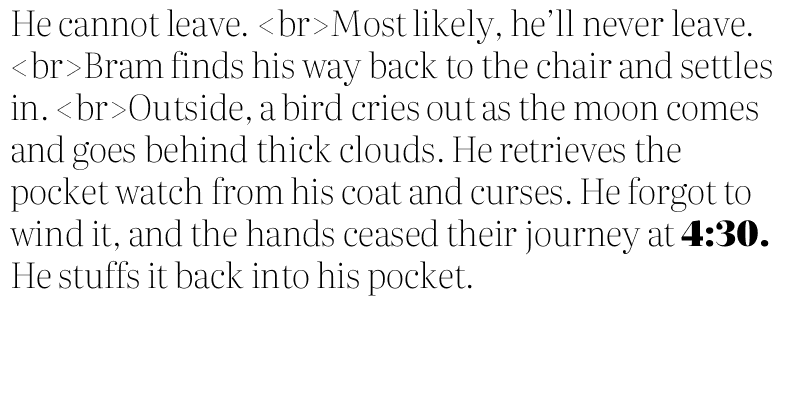 He cannot leave. <br>Most likely, he’ll never leave.
<br>Bram finds his way back to the chair and settles
in. <br>Outside, a bird cries out as the moon comes
and goes behind thick clouds. He retrieves the
pocket watch from his coat and curses. He forgot to
wind it, and the hands ceased their journey at 4:30.
He stuffs it back into his pocket.